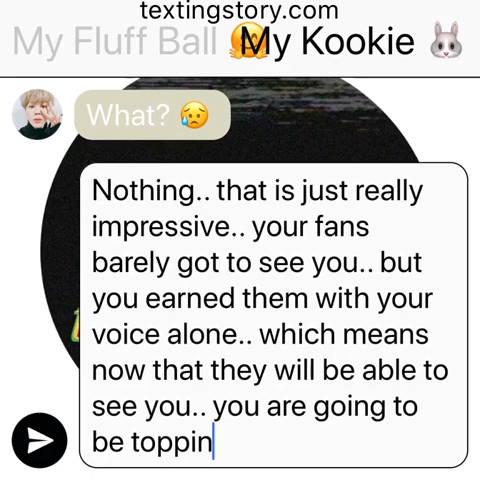 textingstory.com
My Fluff Ball 🤗 My Kookie 🐰
What? 😥
Nothing.. that is just really
impressive.. your fans
barely got to see you.. but
you earned them with your
voice alone.. which means
now that they will be able to
see you.. you are going to
be toppin